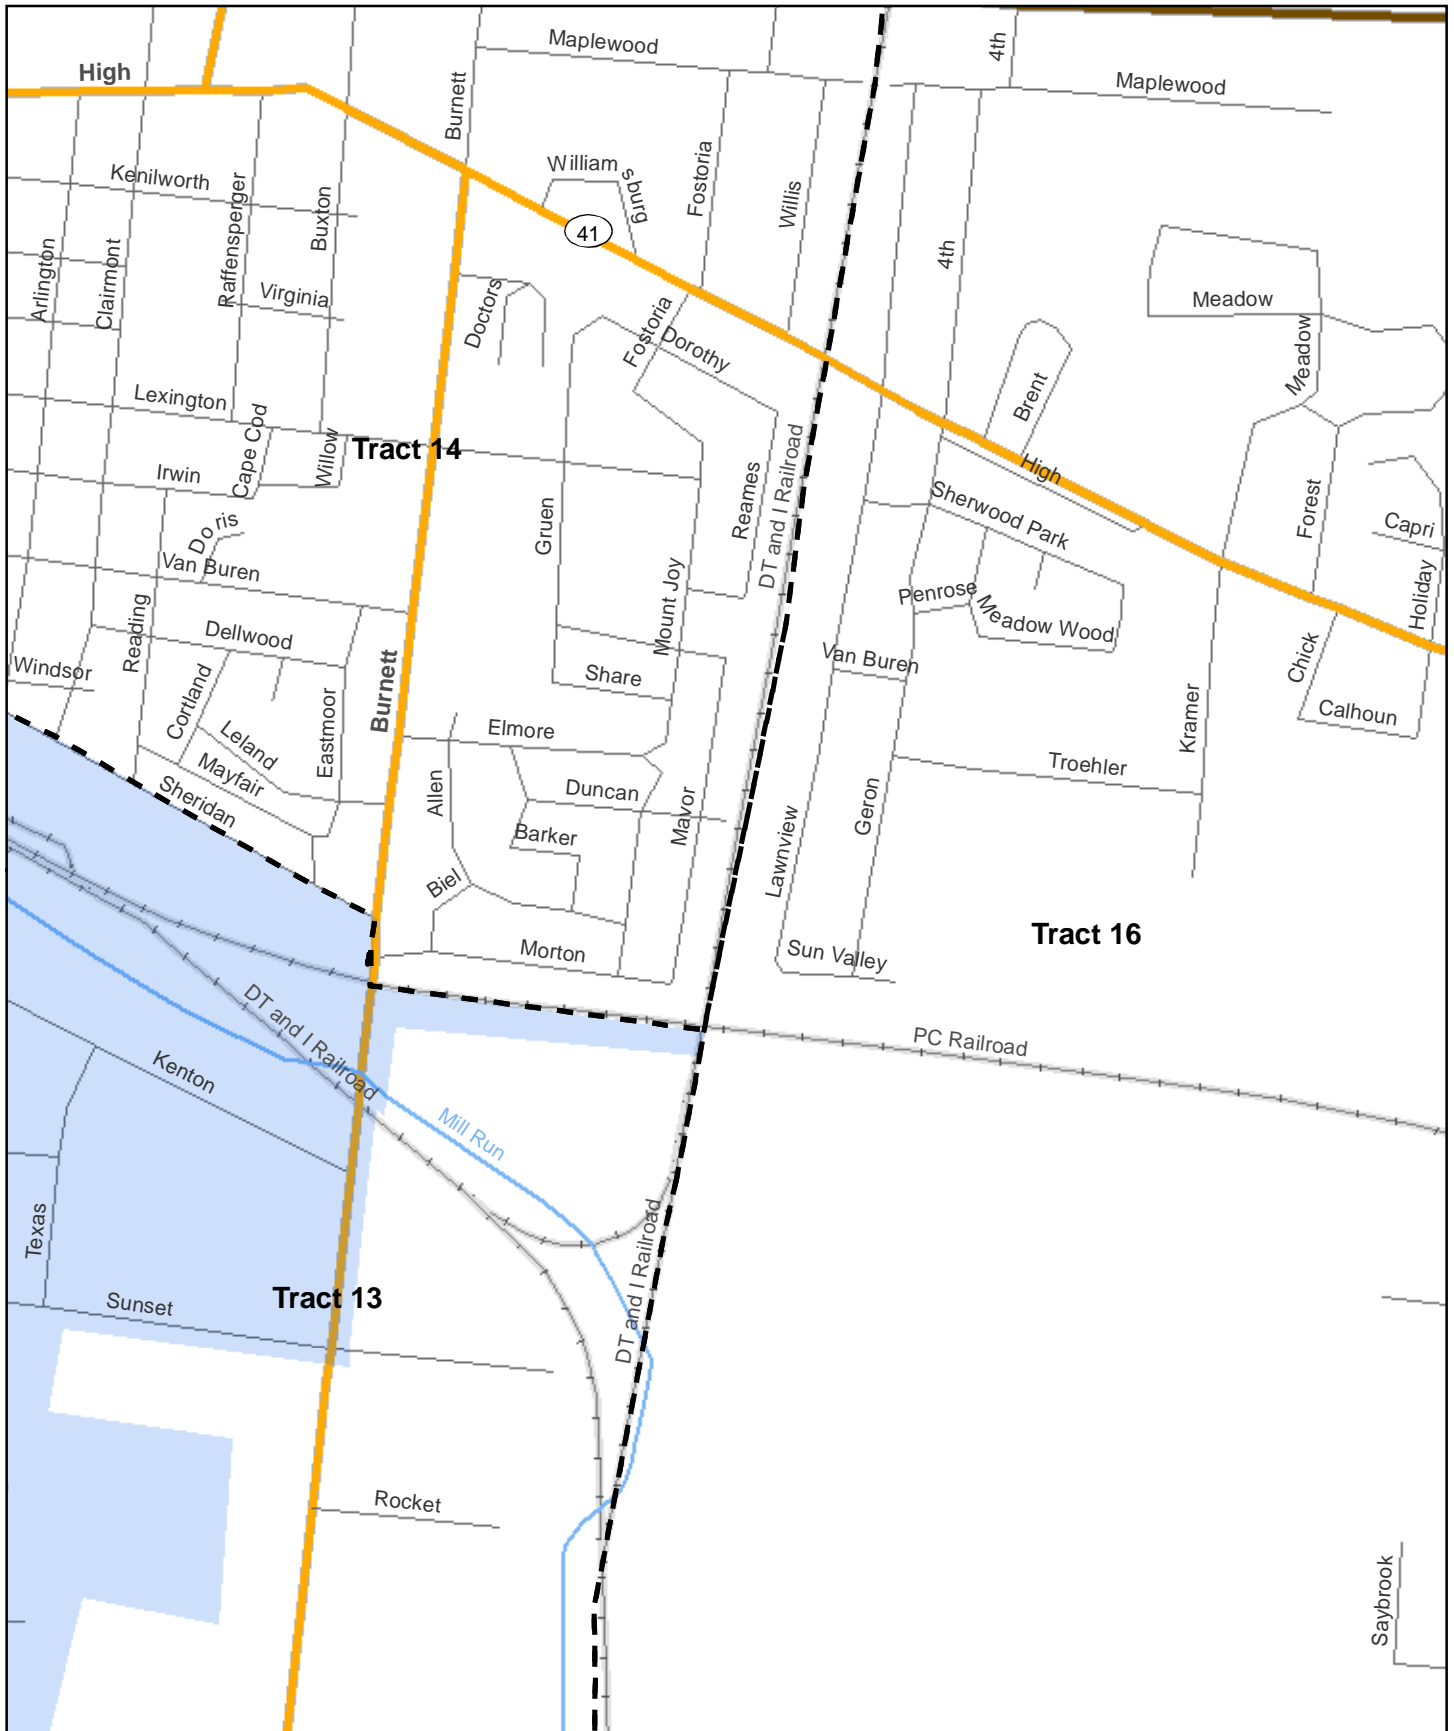 High
Burnett
Maplewood
4th
Maplewood
Kenilworth
Raffensperger
Buxton
Williamsburg
Fostoria
Willis
41
4th
Arlington
Clairmont
Virginia
Doctors
Fostoria
Dorothy
Meadow
Meadow
Brent
Lexington
Cape Cod
Willow
Tract 14
Irwin
Gruen
Reames
DT and I Railroad
High
Sherwood Park
Forest
Capri
Doris
Van Buren
Reading
Dellwood
Mount Joy
Penrose
Meadow Wood
Holiday
Windsor
Cortland
Leland
Eastmoor
Burnett
Share
Van Buren
Chick
Calhoun
Kramer
Mayfair
Sheridan
Elmore
Allen
Duncan
Barker
Mavor
Troehler
Lawnview
Geron
Biel
Morton
Sun Valley
Tract 16
DT and I Railroad
PC Railroad
Kenton
Mill Run
Texas
DT and I Railroad
Sunset
Tract 13
Rocket
Saybrook